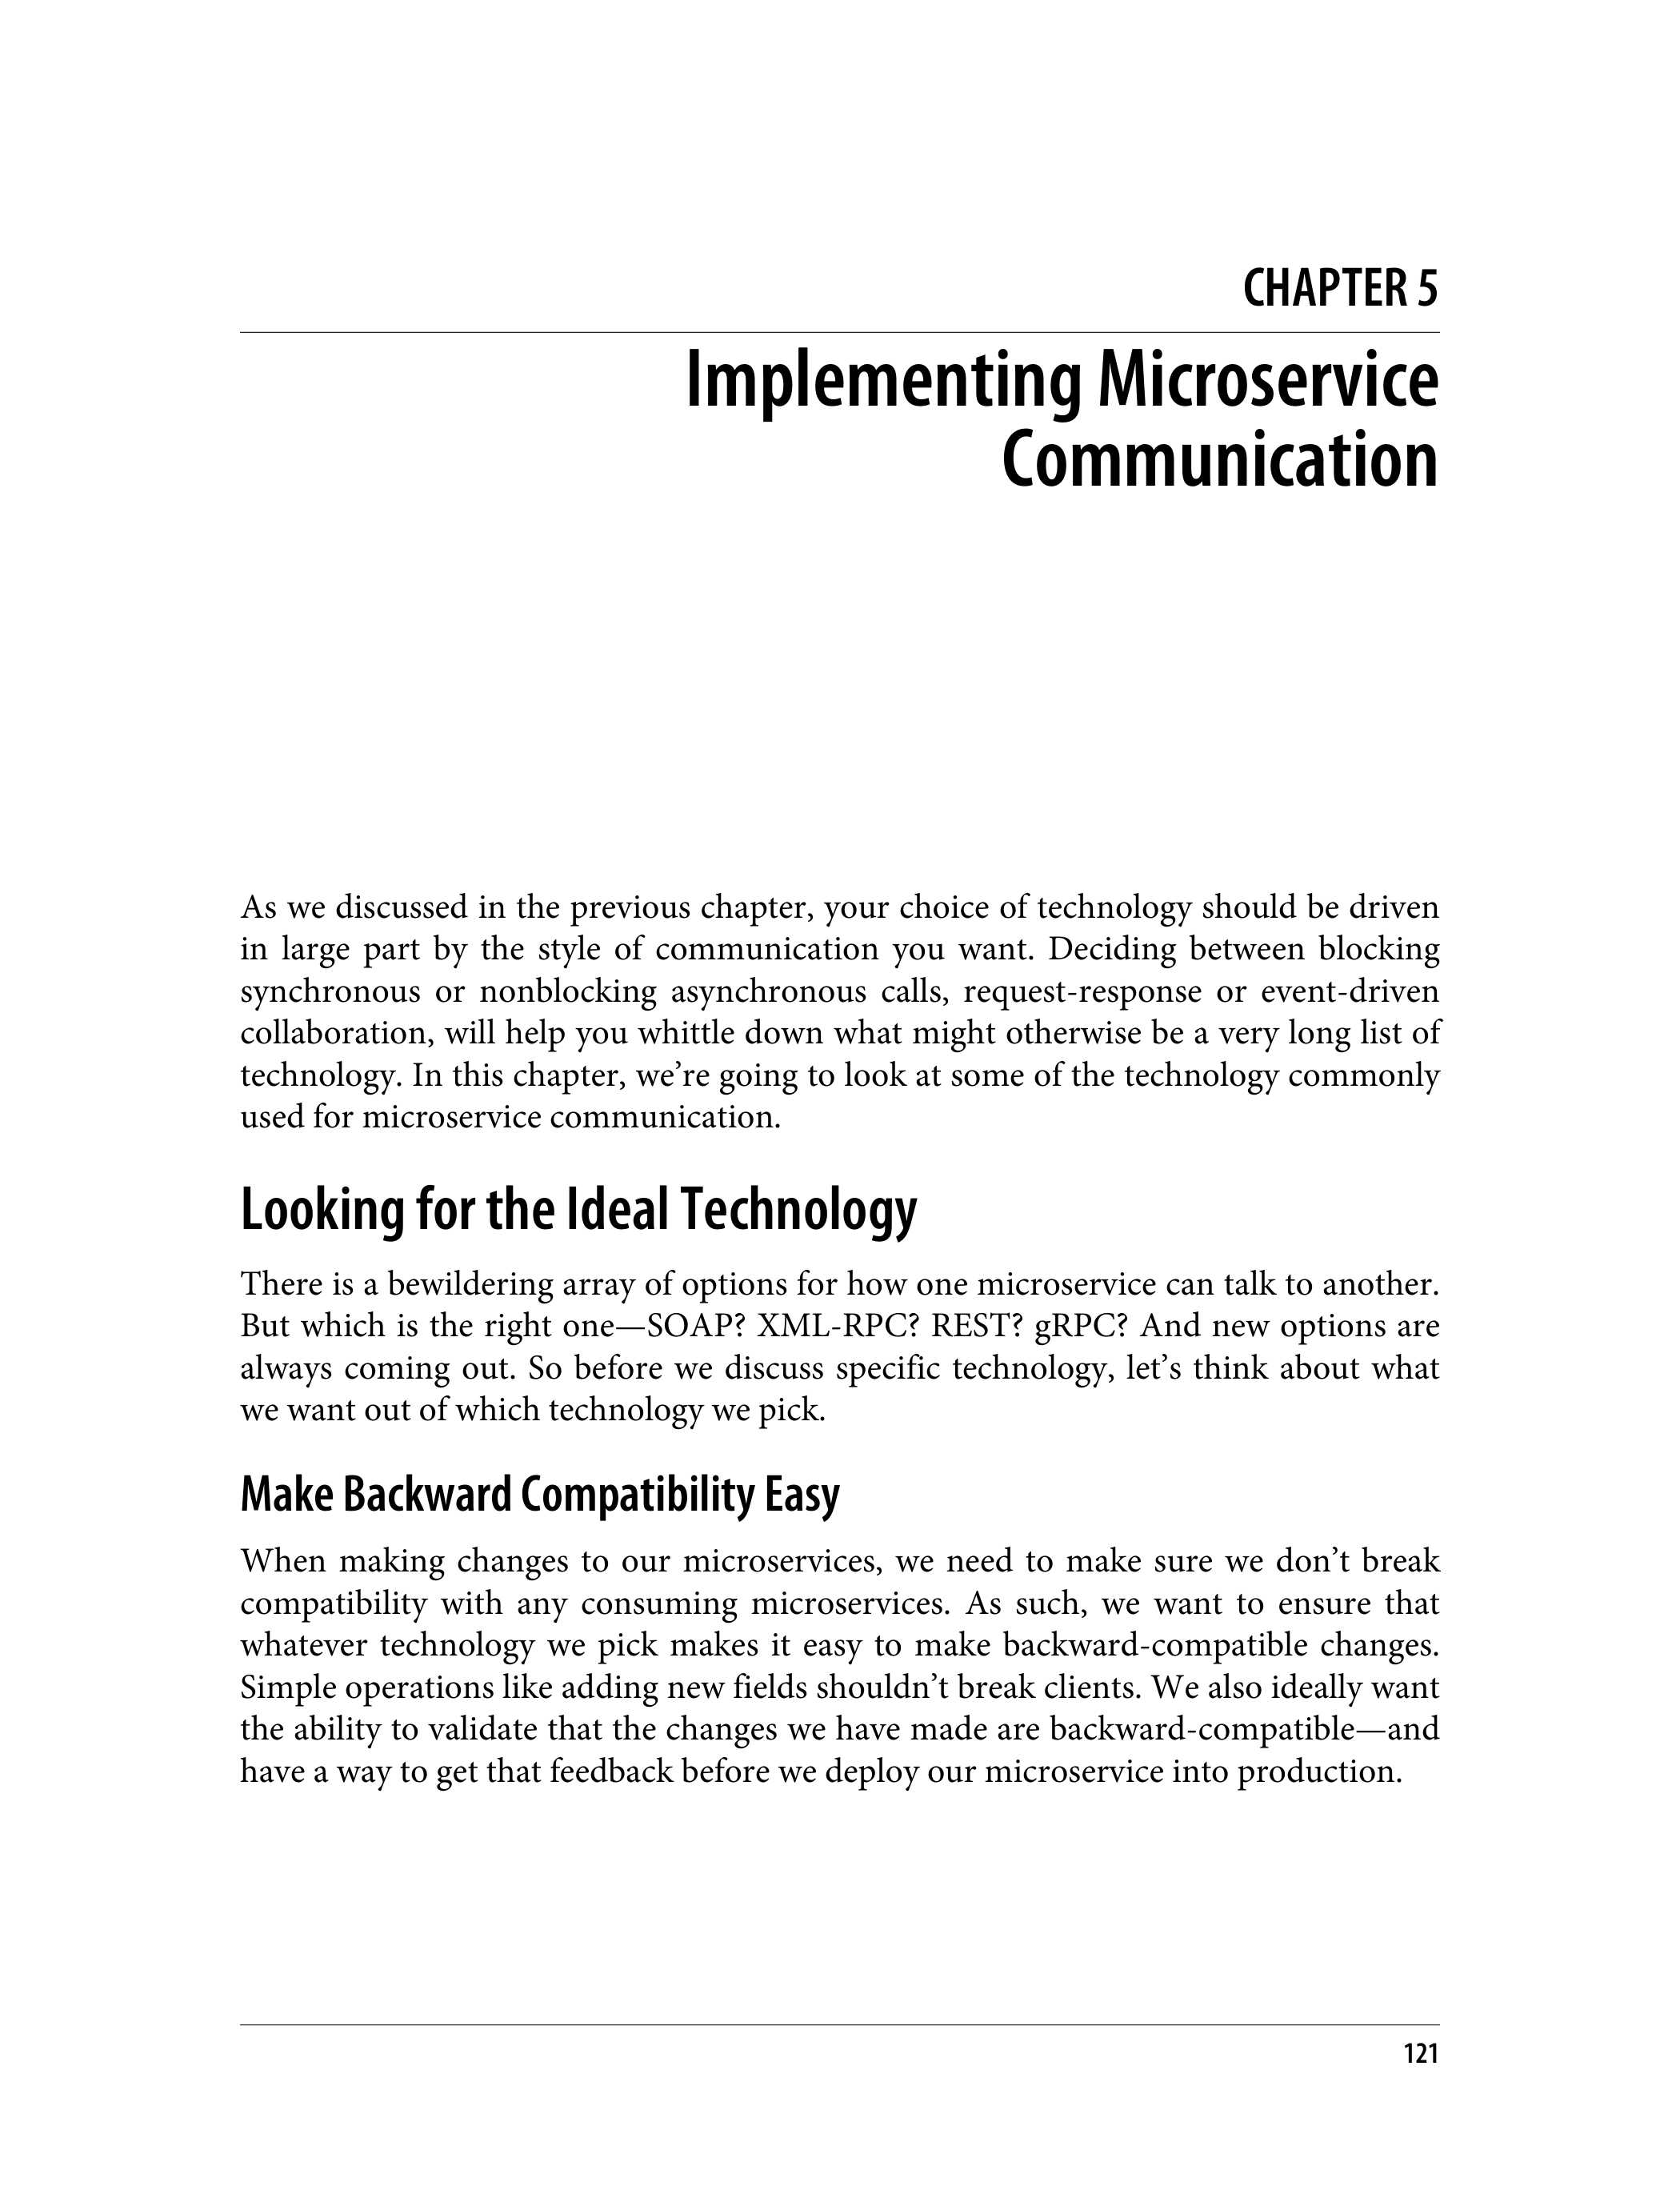 CHAPTER 5
Implementing Microservice
Communication
As we discussed in the previous chapter, your choice of technology should be driven
in large part by the style of communication you want. Deciding between blocking
synchronous or nonblocking asynchronous calls, request-response or event-driven
collaboration, will help you whittle down what might otherwise be a very long list of
technology. In this chapter, we’re going to look at some of the technology commonly
used for microservice communication.
Looking for the Ideal Technology
There is a bewildering array of options for how one microservice can talk to another.
But which is the right one—SOAP? XML-RPC? REST? gRPC? And new options are
always coming out. So before we discuss specific technology, let’s think about what
we want out of which technology we pick.
Make Backward Compatibility Easy
When making changes to our microservices, we need to make sure we don’t break
compatibility with any consuming microservices. As such, we want to ensure that
whatever technology we pick makes it easy to make backward-compatible changes.
Simple operations like adding new fields shouldn’t break clients. We also ideally want
the ability to validate that the changes we have made are backward-compatible—and
have a way to get that feedback before we deploy our microservice into production.
121